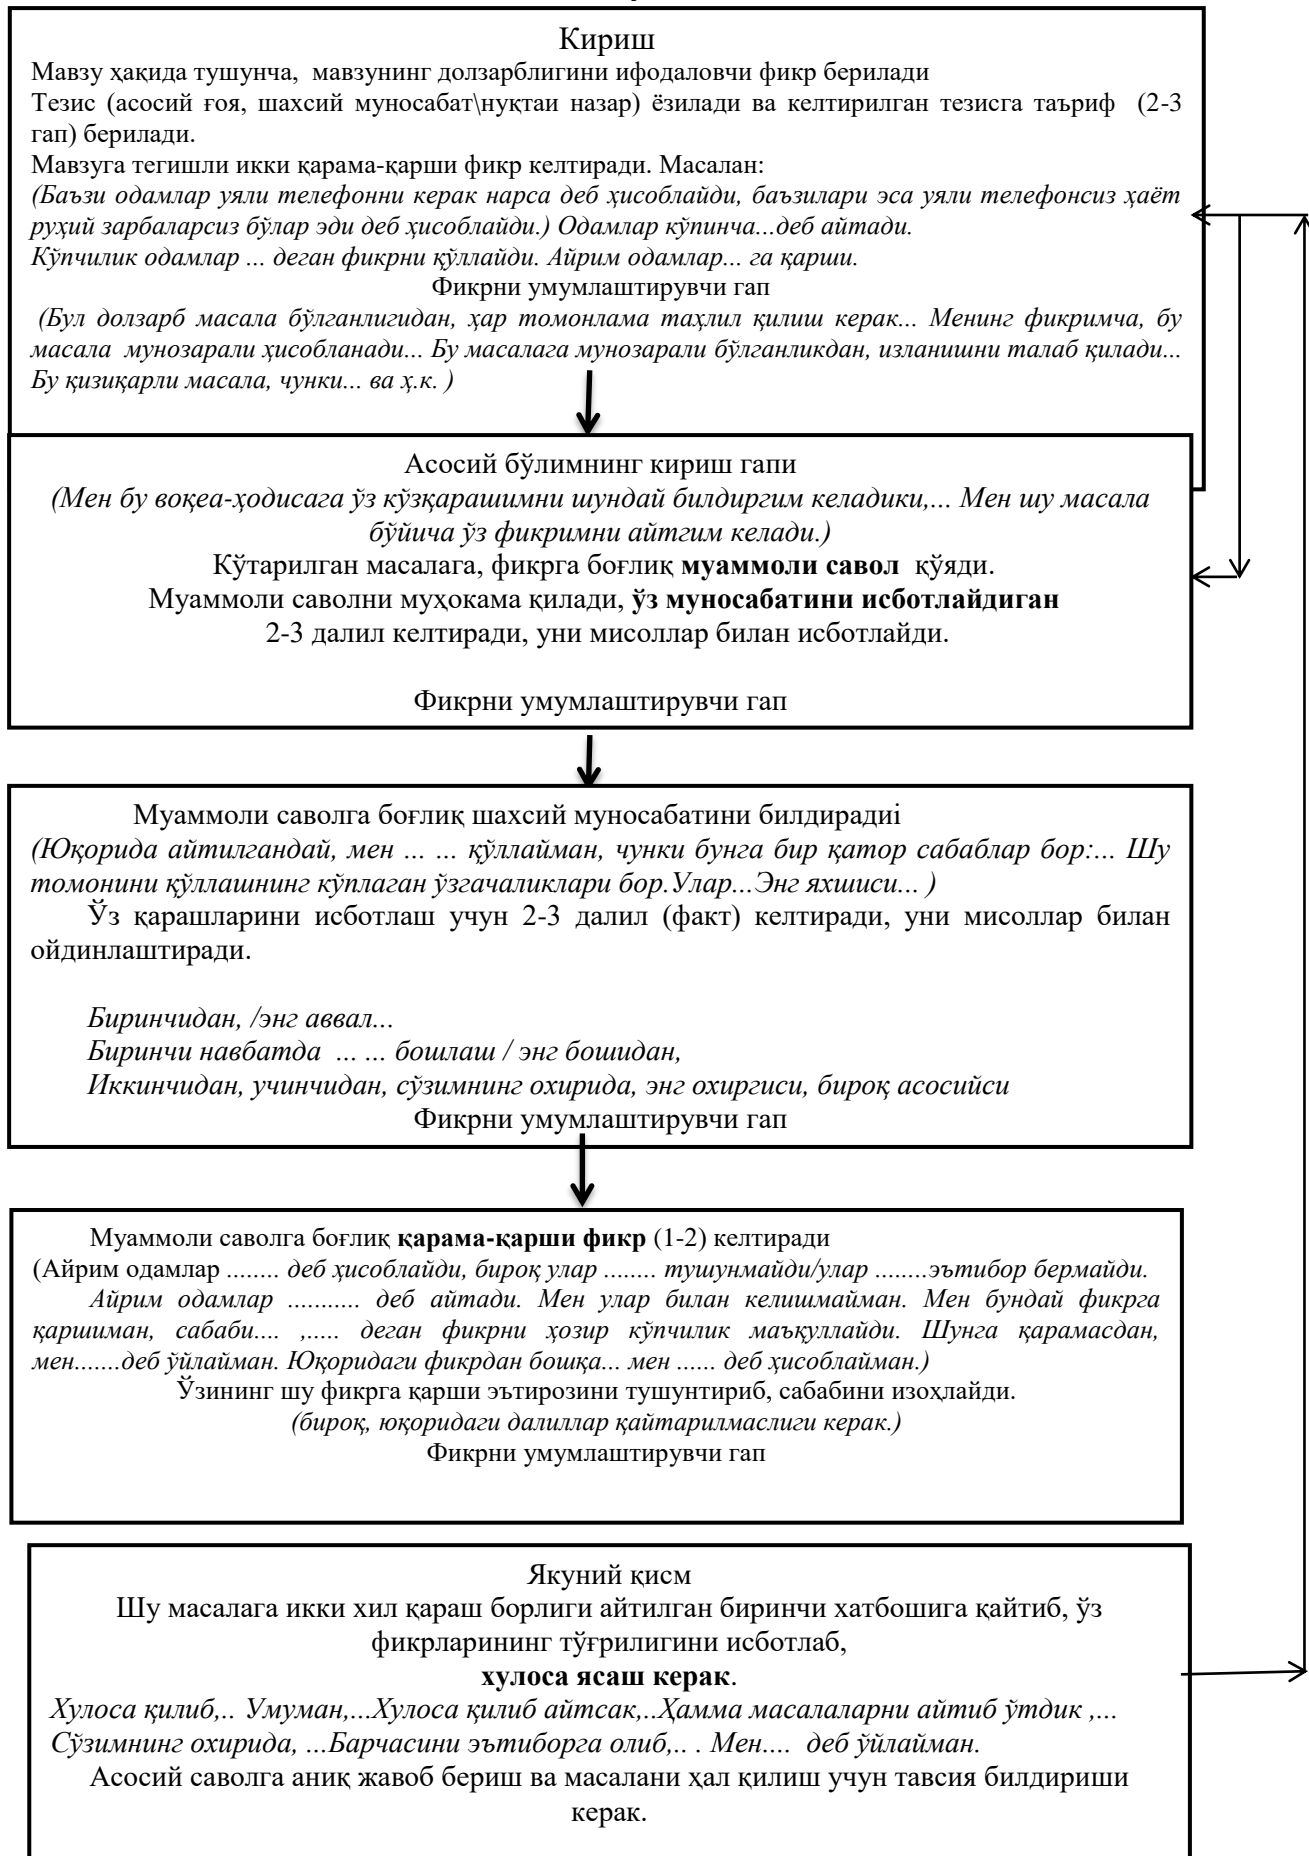 Кириш
Мавзу ҳақида тушунча,  мавзунинг долзарблигини ифодаловчи фикр берилади
Тезис (асосий ғоя, шахсий муносабат\нуқтаи назар) ёзилади ва келтирилган тезисга таъриф  (2-3
гап) берилади.
Мавзуга тегишли икки қарама-қарши фикр келтиради. Масалан:
(Баъзи одамлар уяли телефонни керак нарса деб ҳисоблайди, баъзилари эса уяли телефонсиз ҳаёт
руҳий зарбаларсиз бўлар эди деб ҳисоблайди.) Одамлар кўпинча...деб айтади.
Кўпчилик одамлар ... деган фикрни қўллайди. Айрим одамлар... га қарши.
Фикрни умумлаштирувчи гап
(Бул долзарб масала бўлганлигидан, ҳар томонлама таҳлил қилиш керак... Менинг фикримча, бу
масала  мунозарали ҳисобланади... Бу масалага мунозарали бўлганликдан, изланишни талаб қилади...
Бу қизиқарли масала, чунки... ва ҳ.к. )
Асосий бўлимнинг кириш гапи
(Мен бу воқеа-ҳодисага ўз кўзқарашимни шундай билдиргим келадики,... Мен шу масала
бўйича ўз фикримни айтгим келади.)
Кўтарилган масалага, фикрга боғлиқ муаммоли савол  қўяди.
Муаммоли саволни муҳокама қилади, ўз муносабатини исботлайдиган
2-3 далил келтиради, уни мисоллар билан исботлайди.
Фикрни умумлаштирувчи гап
Муаммоли саволга боғлиқ шахсий муносабатини билдирадиі
(Юқорида айтилгандай, мен ... ... қўллайман, чунки бунга бир қатор сабаблар бор:... Шу
томонини қўллашнинг кўплаган ўзгачаликлари бор.Улар...Энг яхшиси... )
Ўз қарашларини исботлаш учун 2-3 далил (факт) келтиради, уни мисоллар билан
ойдинлаштиради.
Биринчидан, /энг аввал...
Биринчи навбатда  ... ... бошлаш / энг бошидан,
Иккинчидан, учинчидан, сўзимнинг охирида, энг охиргиси, бироқ асосийси
Фикрни умумлаштирувчи гап
Муаммоли саволга боғлиқ қарама-қарши фикр (1-2) келтиради
(Айрим одамлар ........ деб ҳисоблайди, бироқ улар ........ тушунмайди/улар ........эътибор бермайди.
Айрим одамлар ........... деб айтади. Мен улар билан келишмайман. Мен бундай фикрга
қаршиман, сабаби.... ,..... деган фикрни ҳозир кўпчилик маъқуллайди. Шунга қарамасдан,
мен.......деб ўйлайман. Юқоридаги фикрдан бошқа... мен ...... деб ҳисоблайман.)
Ўзининг шу фикрга қарши эътирозини тушунтириб, сабабини изоҳлайди.
(бироқ, юқоридаги далиллар қайтарилмаслиги керак.)
Фикрни умумлаштирувчи гап
Якуний қисм
Шу масалага икки хил қараш борлиги айтилган биринчи хатбошига қайтиб, ўз
фикрларининг тўғрилигини исботлаб,
хулоса ясаш керак.
Хулоса қилиб,.. Умуман,...Хулоса қилиб айтсак,..Ҳамма масалаларни айтиб ўтдик ,...
Сўзимнинг охирида, ...Барчасини эътиборга олиб,.. . Мен....  деб ўйлайман.
Асосий саволга аниқ жавоб бериш ва масалани ҳал қилиш учун тавсия билдириши
керак.